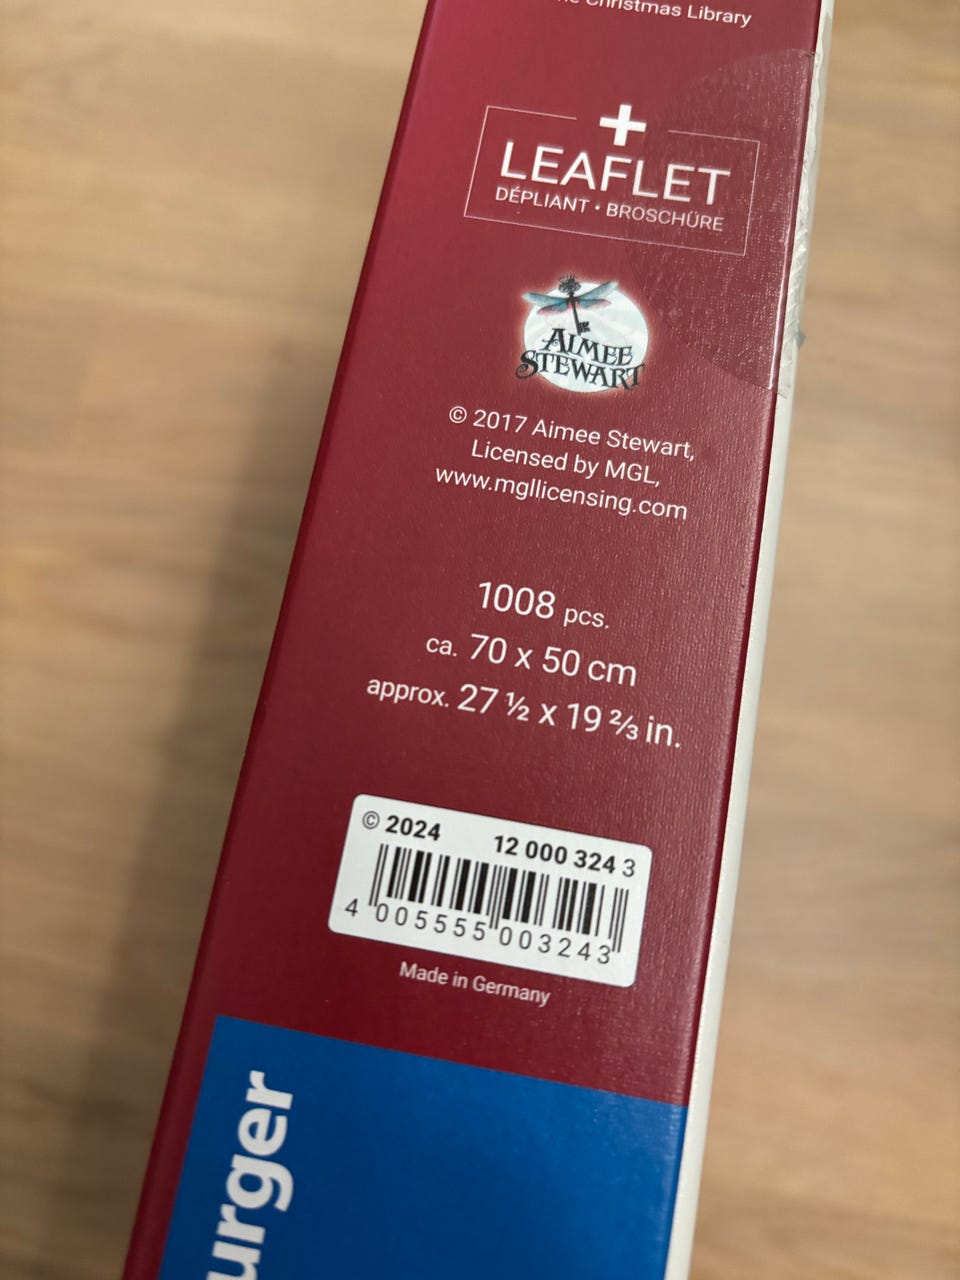 Christmas Library
+
LEAFLET
DÉPLIANT • BROSCHÜRE
AIMEE
STEWART
© 2017 Aimee Stewart,
Licensed by MGL,
www.mgllicensing.com
1008 pcs.
ca. 70 x 50 cm
approx. 27 ½ x 19 ⅔ in.
© 2024 12 000 324 3
4 005555 003243
Made in Germany
urger